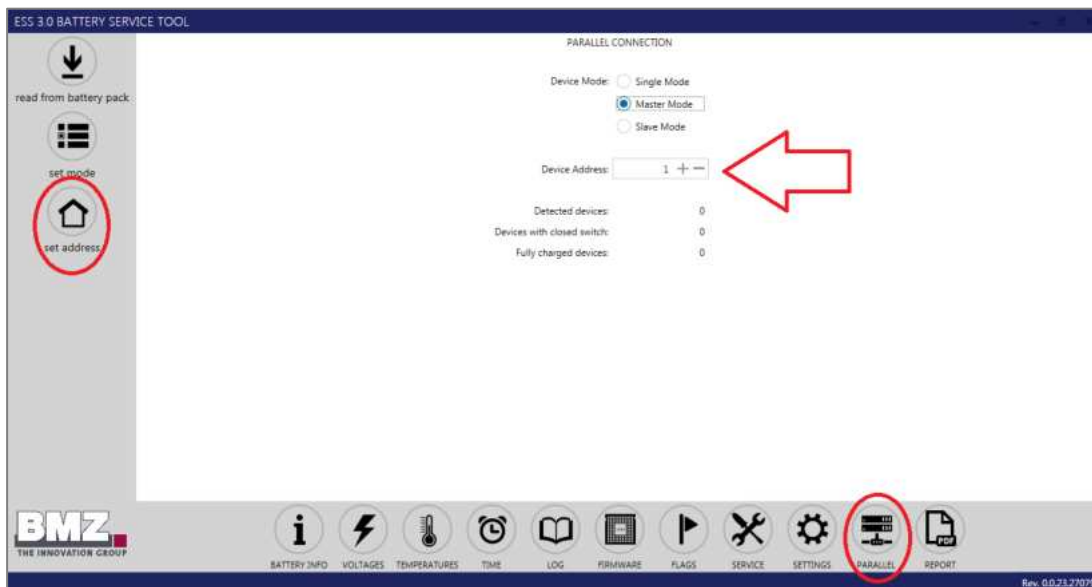 ESS 3.0 BATTERY SERVICE TOOL
read from battery pack
set mode
set address
PARALLEL CONNECTION
Device Mode:
Single Mode
Master Mode
Slave Mode
Device Address: 1 + −
Detected devices: 0
Devices with closed switch: 0
Fully charged devices: 0
BMZ
THE INNOVATION GROUP
BATTERY INFO VOLTAGES TEMPERATURES TIME LOG FIRMWARE FLAGS SERVICE SETTINGS PARALLEL REPORT
PDF